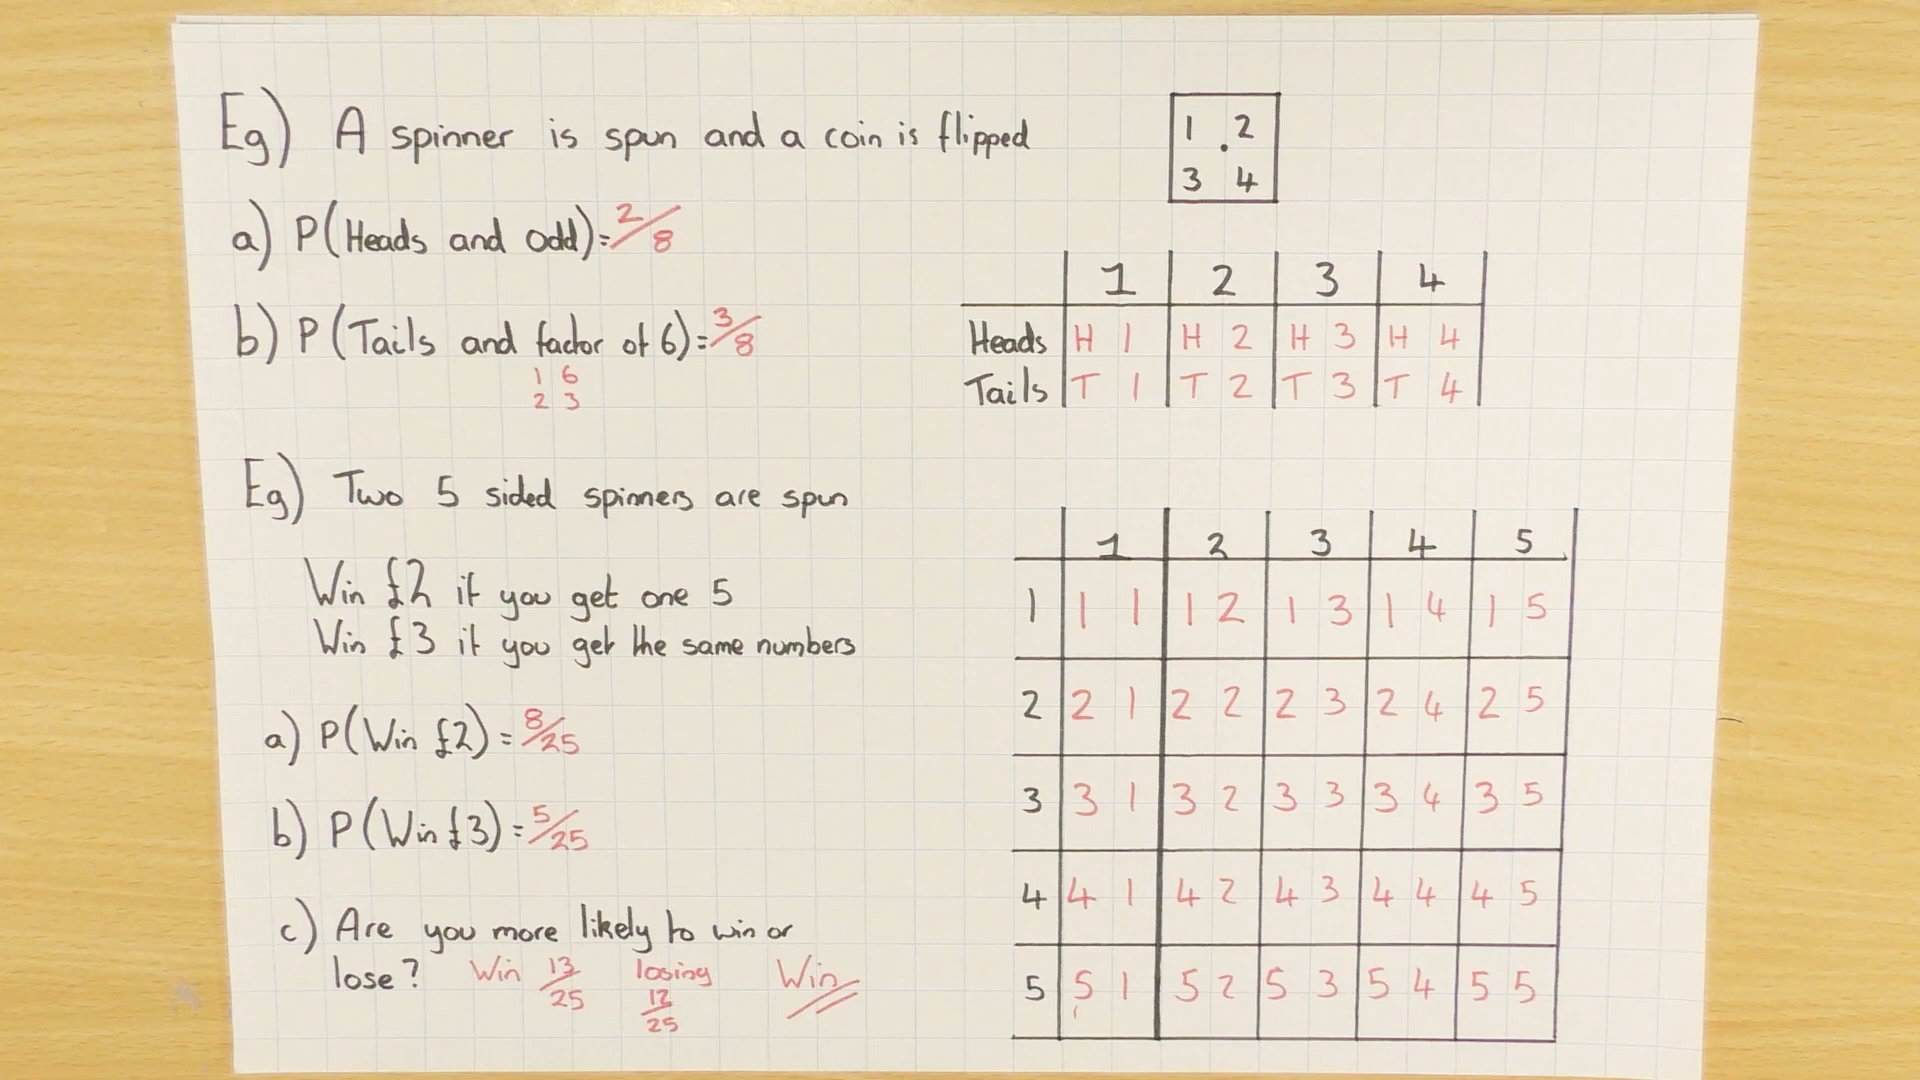 Eg) A spinner is spun and a coin is flipped
1 . 2
3 4
a) P(Heads and odd)=2/8
b) P(Tails and factor of 6)=3/8
1 6
2 3
1 2 3 4
Heads H 1 H 2 H 3 H 4
Tails T 1 T 2 T 3 T 4
Eg) Two 5 sided spinners are spun
Win £2 if you get one 5
Win £3 if you get the same numbers
a) P(Win £2)=8/25
b) P(Win £3)=5/25
c) Are you more likely to win or
lose? Win 13/25 losing 12/25 Win
1 2 3 4 5
1 1 1 1 2 1 3 1 4 1 5
2 2 1 2 2 2 3 2 4 2 5
3 3 1 3 2 3 3 3 4 3 5
4 4 1 4 2 4 3 4 4 4 5
5 5 1 5 2 5 3 5 4 5 5